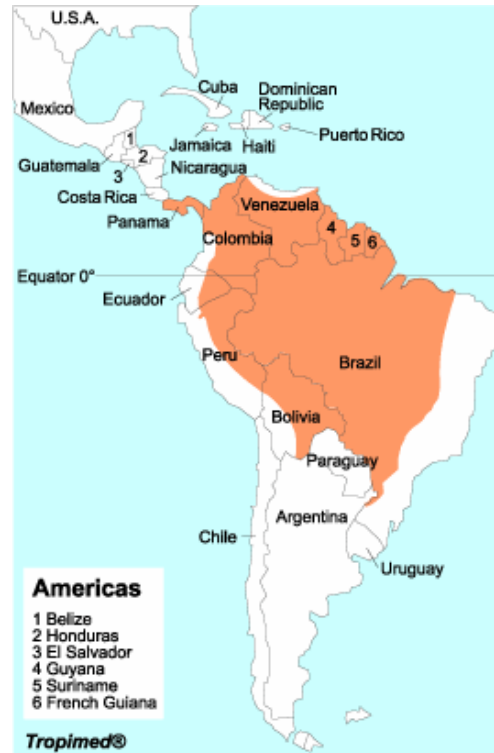 U.S.A.
Mexico
Cuba
Dominican
Republic
1
Jamaica
Haiti
Puerto Rico
Guatemala
2
3
Nicaragua
Costa Rica
Panama
Venezuela
4
5
6
Colombia
Equator 0°
Ecuador
Peru
Brazil
Bolivia
Paraguay
Argentina
Chile
Uruguay
Americas
1 Belize
2 Honduras
3 El Salvador
4 Guyana
5 Suriname
6 French Guiana
Tropimed®